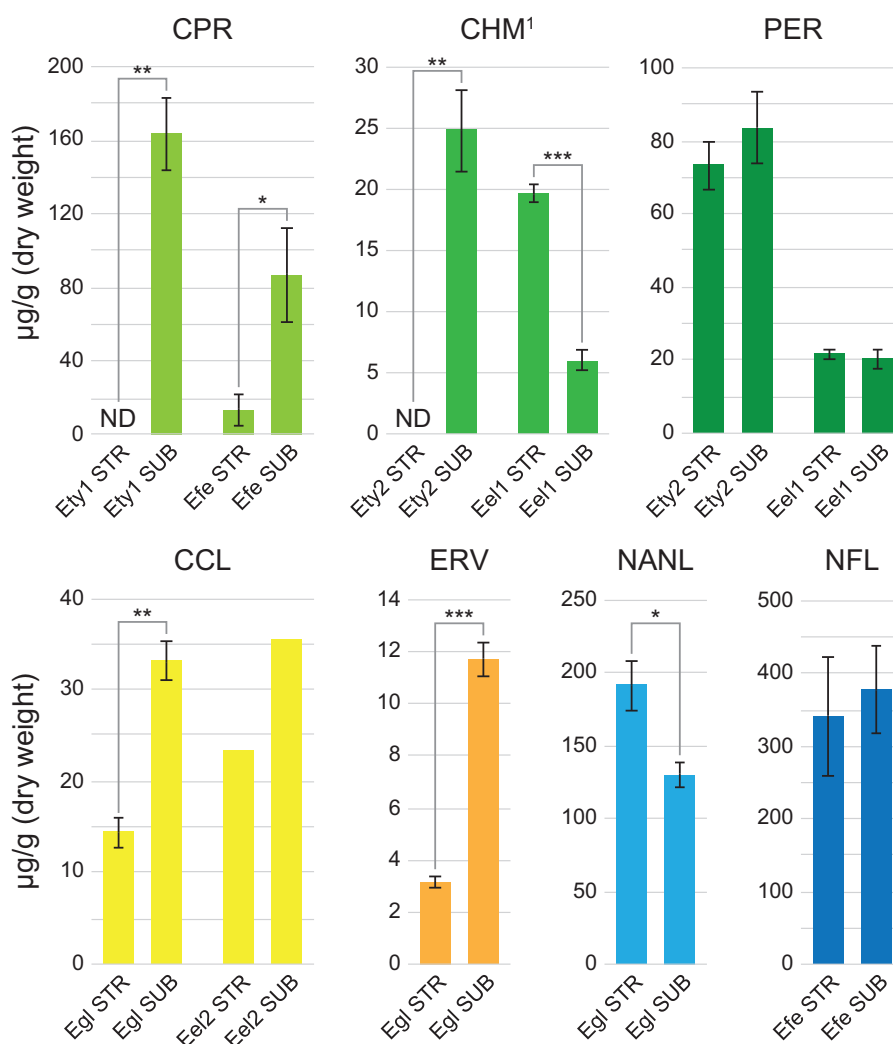 CPR
CHM¹
PER
µg/g (dry weight)
200
160
120
80
40
0
**
*
ND
Ety1 STR
Ety1 SUB
Efe STR
Efe SUB
30
25
20
15
10
5
0
**
***
ND
Ety2 STR
Ety2 SUB
Eel1 STR
Eel1 SUB
100
80
60
40
20
0
Ety2 STR
Ety2 SUB
Eel1 STR
Eel1 SUB
CCL
ERV
NANL
NFL
µg/g (dry weight)
40
30
20
10
0
**
Egl STR
Egl SUB
Eel2 STR
Eel2 SUB
14
12
10
8
6
4
2
0
***
Egl STR
Egl SUB
250
200
150
100
50
0
*
Egl STR
Egl SUB
500
400
300
200
100
0
Efe STR
Efe SUB